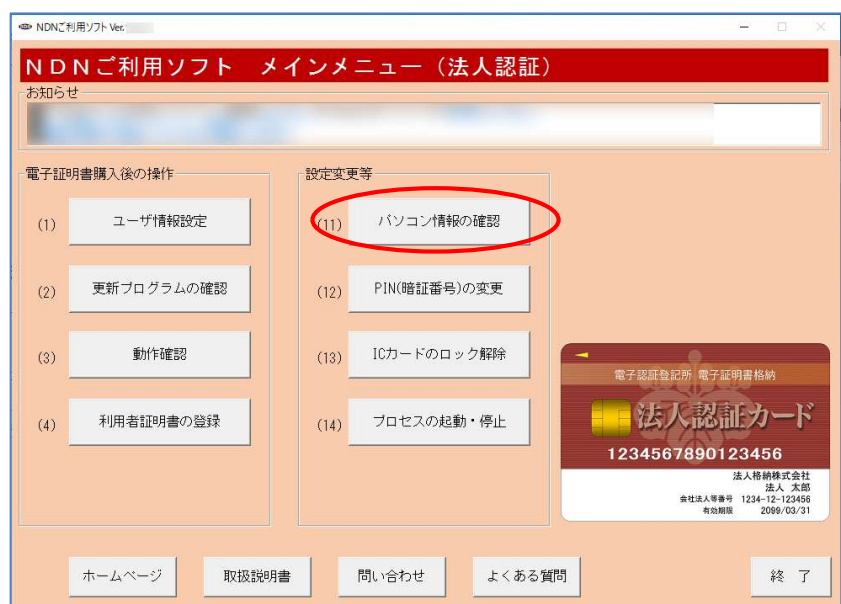 NDNご利用ソフト Ver.
NDNご利用ソフト　メインメニュー（法人認証）
お知らせ
電子証明書購入後の操作
(1) ユーザ情報設定
(2) 更新プログラムの確認
(3) 動作確認
(4) 利用者証明書の登録
設定変更等
(11) パソコン情報の確認
(12) PIN(暗証番号)の変更
(13) ICカードのロック解除
(14) プロセスの起動・停止
電子認証登記所 電子証明書格納
法人認証カード
1234567890123456
法人格納株式会社
法人 太郎
会社法人等番号 1234-12-123456
有効期限 2099/03/31
ホームページ
取扱説明書
問い合わせ
よくある質問
終 了